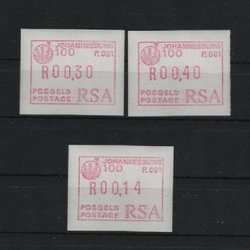 JOHANNESBURG
100 P.001
R00,30
POSGELD
POSTAGE RSA
JOHANNESBURG
100 P.001
R00,40
POSGELD
POSTAGE RSA
JOHANNESBURG
100 P.001
R00,14
POSGELD
POSTAGE RSA